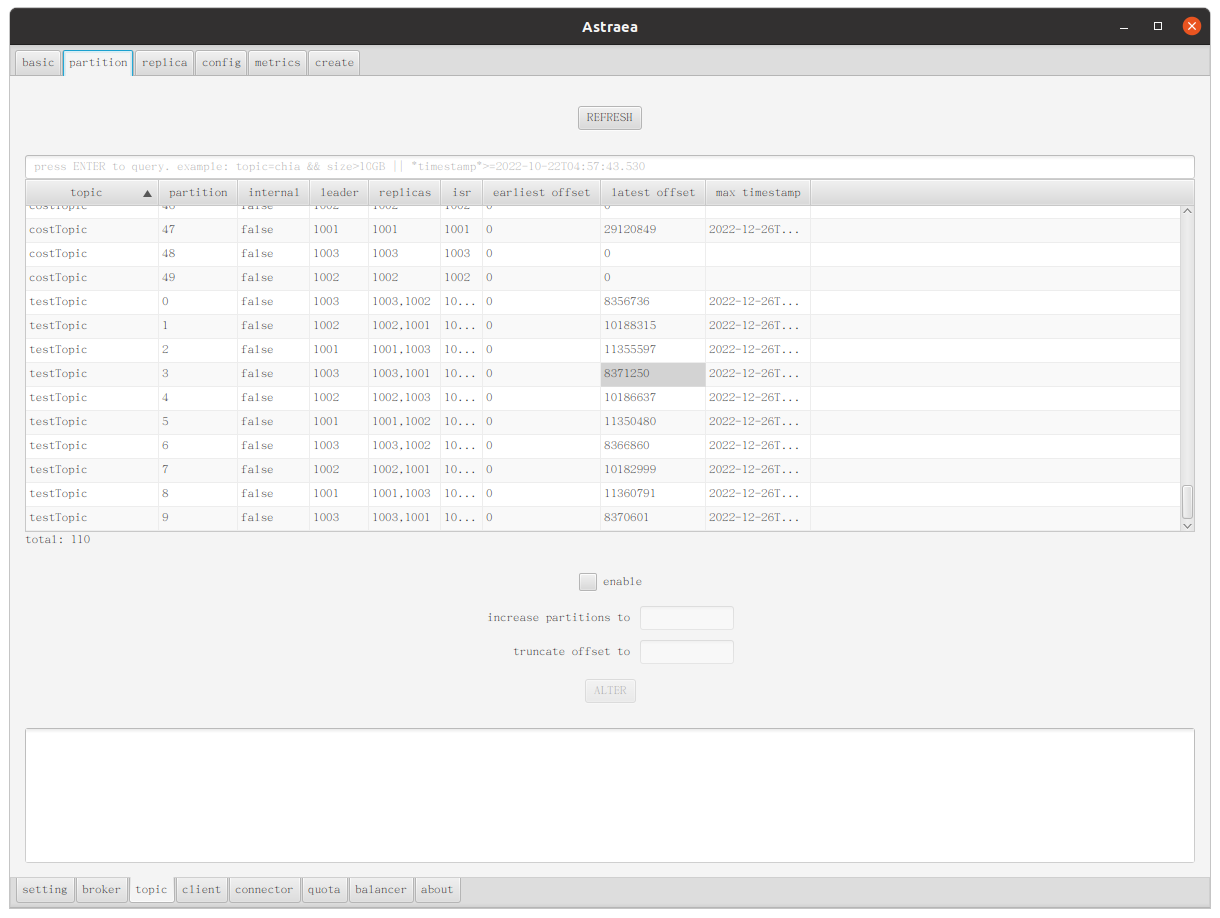 Astraea
basic partition replica config metrics create
REFRESH
press ENTER to query. example: topic=chia && size>10GB || *timestamp*>=2022-10-22T04:57:43.530
topic partition internal leader replicas isr earliest offset latest offset max timestamp
costTopic 46 false 1002 1002 1002 0 0
costTopic 47 false 1001 1001 1001 0 29120849 2022-12-26T...
costTopic 48 false 1003 1003 1003 0 0
costTopic 49 false 1002 1002 1002 0 0
testTopic 0 false 1003 1003,1002 10... 0 8356736 2022-12-26T...
testTopic 1 false 1002 1002,1001 10... 0 10188315 2022-12-26T...
testTopic 2 false 1001 1001,1003 10... 0 11355597 2022-12-26T...
testTopic 3 false 1003 1003,1001 10... 0 8371250 2022-12-26T...
testTopic 4 false 1002 1002,1003 10... 0 10186637 2022-12-26T...
testTopic 5 false 1001 1001,1002 10... 0 11350480 2022-12-26T...
testTopic 6 false 1003 1003,1002 10... 0 8366860 2022-12-26T...
testTopic 7 false 1002 1002,1001 10... 0 10182999 2022-12-26T...
testTopic 8 false 1001 1001,1003 10... 0 11360791 2022-12-26T...
testTopic 9 false 1003 1003,1001 10... 0 8370601 2022-12-26T...
total: 110
enable
increase partitions to
truncate offset to
ALTER
setting broker topic client connector quota balancer about